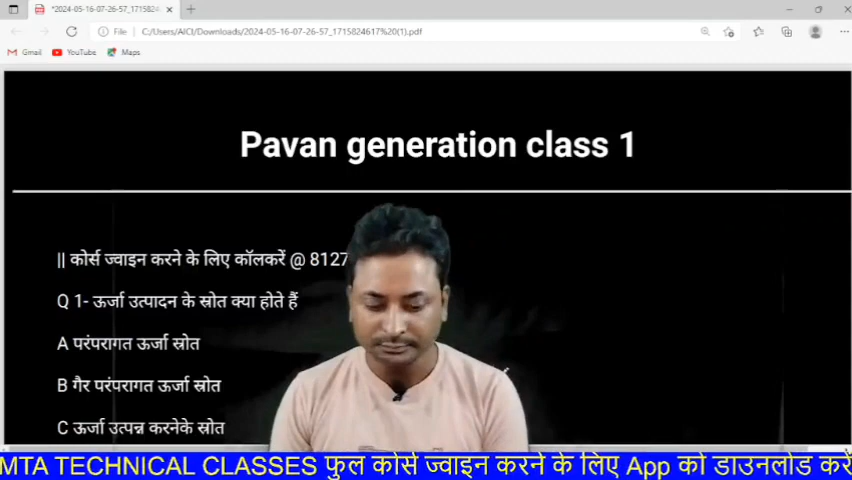 *2024-05-16-07-26-57_171582
File
C:/Users/AICI/Downloads/2024-05-16-07-26-57_1715824617%20(1).pdf
Gmail YouTube Maps
Pavan generation class 1
|| कोर्स ज्वाइन करने के लिए कॉलकरें @ 8127
Q 1- ऊर्जा उत्पादन के स्रोत क्या होते हैं
A परंपरागत ऊर्जा स्रोत
B गैर परंपरागत ऊर्जा स्रोत
C ऊर्जा उत्पन्न करनेके स्रोत
MTA TECHNICAL CLASSES फुल कोर्स ज्वाइन करने के लिए App को डाउनलोड करें